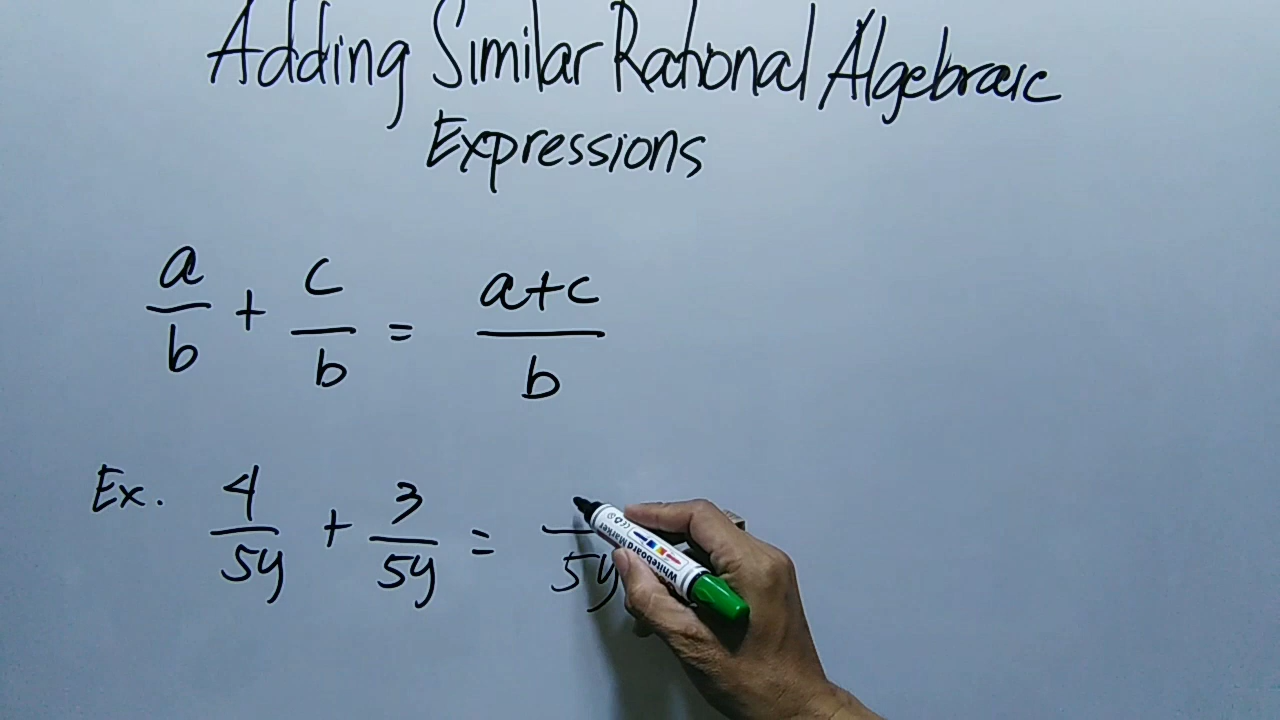 Adding Similar Rational Algebraic
Expressions
a/b + c/b = a+c/b
Ex. 4/5y + 3/5y = /5y
Whiteboard Marker